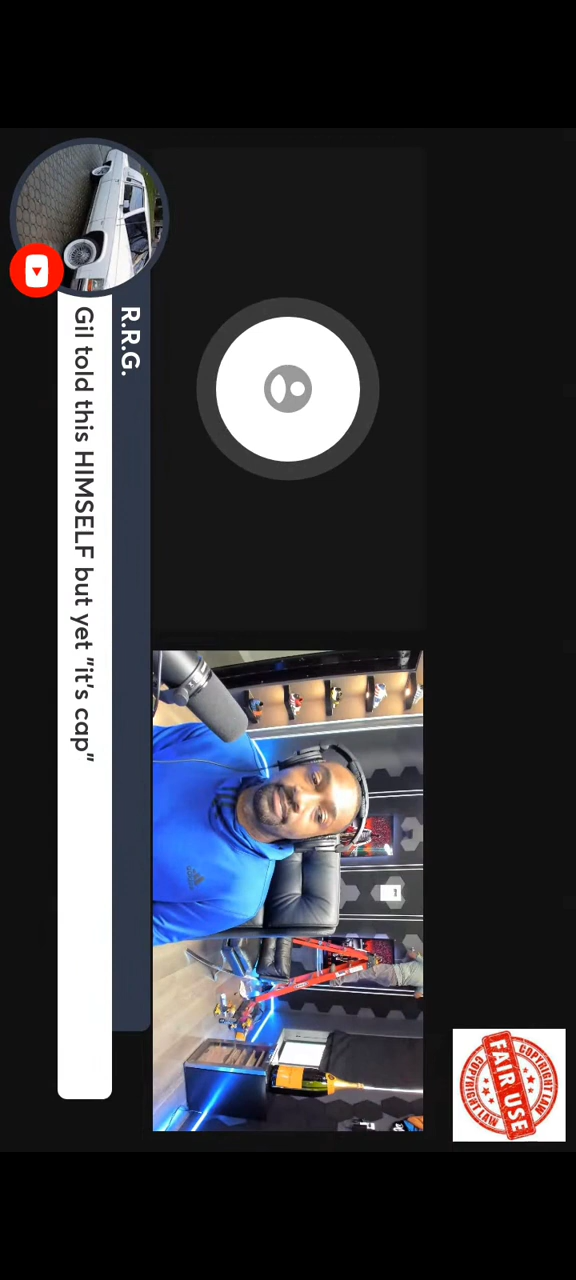 R.R.G.
Gil told this HIMSELF but yet "it's cap"
COPYRIGHT LAW
FAIR USE
COPYRIGHT LAW